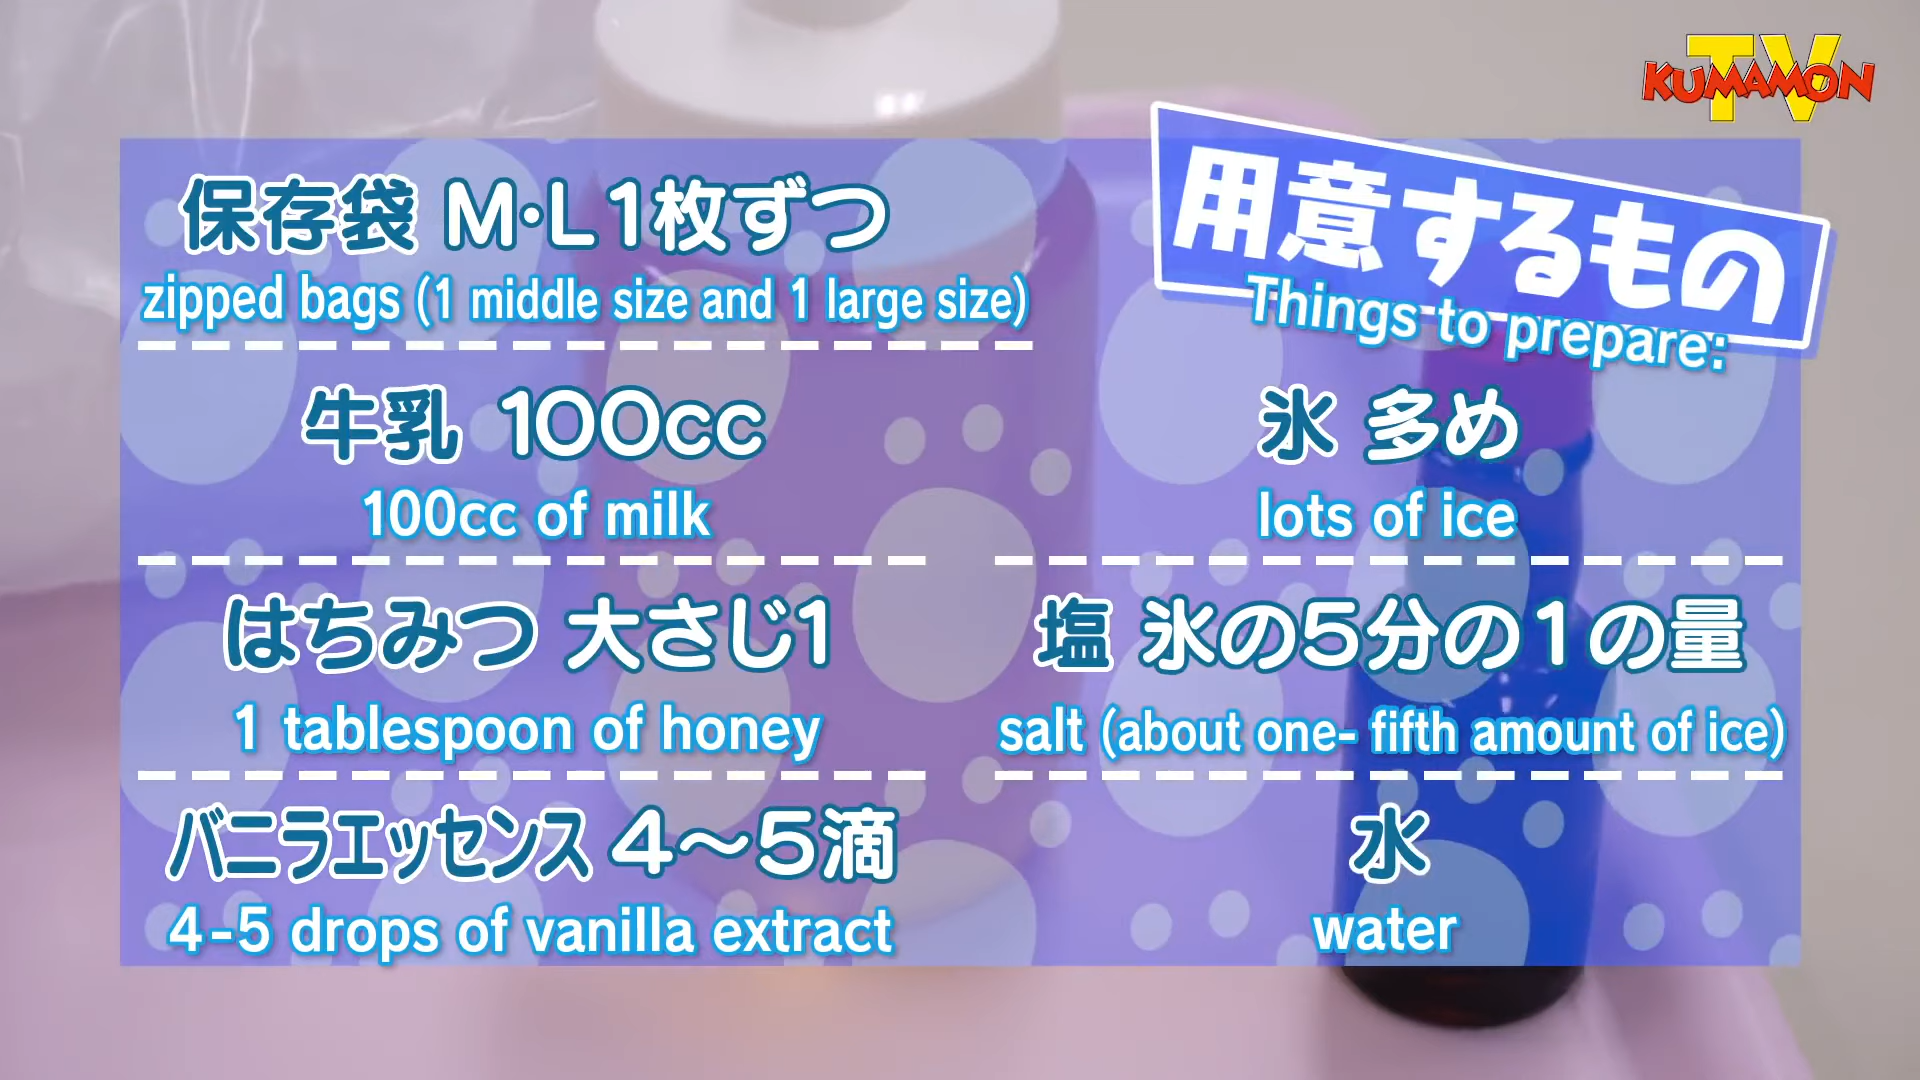 TV
KUMAMON
用意するもの
Things to prepare:
保存袋 M・L1枚ずつ
zipped bags (1 middle size and 1 large size)
牛乳 100cc
100cc of milk
はちみつ 大さじ1
1 tablespoon of honey
バニラエッセンス 4〜5滴
4-5 drops of vanilla extract
氷 多め
lots of ice
塩 氷の5分の1の量
salt (about one- fifth amount of ice)
水
water